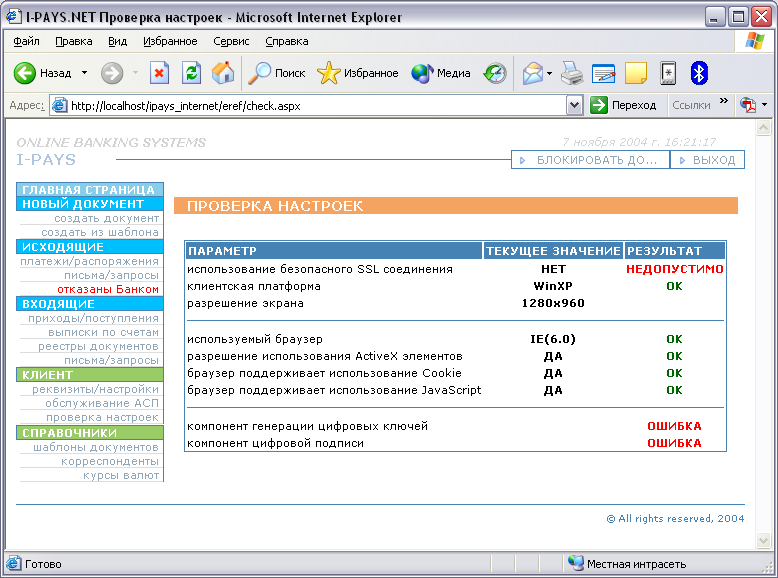 I-PAYS.NET Проверка настроек - Microsoft Internet Explorer
Файл Правка Вид Избранное Сервис Справка
Назад Поиск Избранное Медиа
Адрес: http://localhost/ipays_internet/eref/check.aspx Переход Ссылки »
ONLINE BANKING SYSTEMS 7 ноября 2004 г. 16:21:17
I-PAYS БЛОКИРОВАТЬ ДО... ВЫХОД
ГЛАВНАЯ СТРАНИЦА
НОВЫЙ ДОКУМЕНТ
создать документ
создать из шаблона
ИСХОДЯЩИЕ
платежи/распоряжения
письма/запросы
отказаны Банком
ВХОДЯЩИЕ
приходы/поступления
выписки по счетам
реестры документов
письма/запросы
КЛИЕНТ
реквизиты/настройки
обслуживание АСП
проверка настроек
СПРАВОЧНИКИ
шаблоны документов
корреспонденты
курсы валют
ПРОВЕРКА НАСТРОЕК
ПАРАМЕТР ТЕКУЩЕЕ ЗНАЧЕНИЕ РЕЗУЛЬТАТ
использование безопасного SSL соединения НЕТ НЕДОПУСТИМО
клиентская платформа WinXP OK
разрешение экрана 1280x960
используемый браузер IE(6.0) OK
разрешение использования ActiveX элементов ДА OK
браузер поддерживает использование Cookie ДА OK
браузер поддерживает использование JavaScript ДА OK
компонент генерации цифровых ключей ОШИБКА
компонент цифровой подписи ОШИБКА
© All rights reserved, 2004
Готово Местная интрасеть